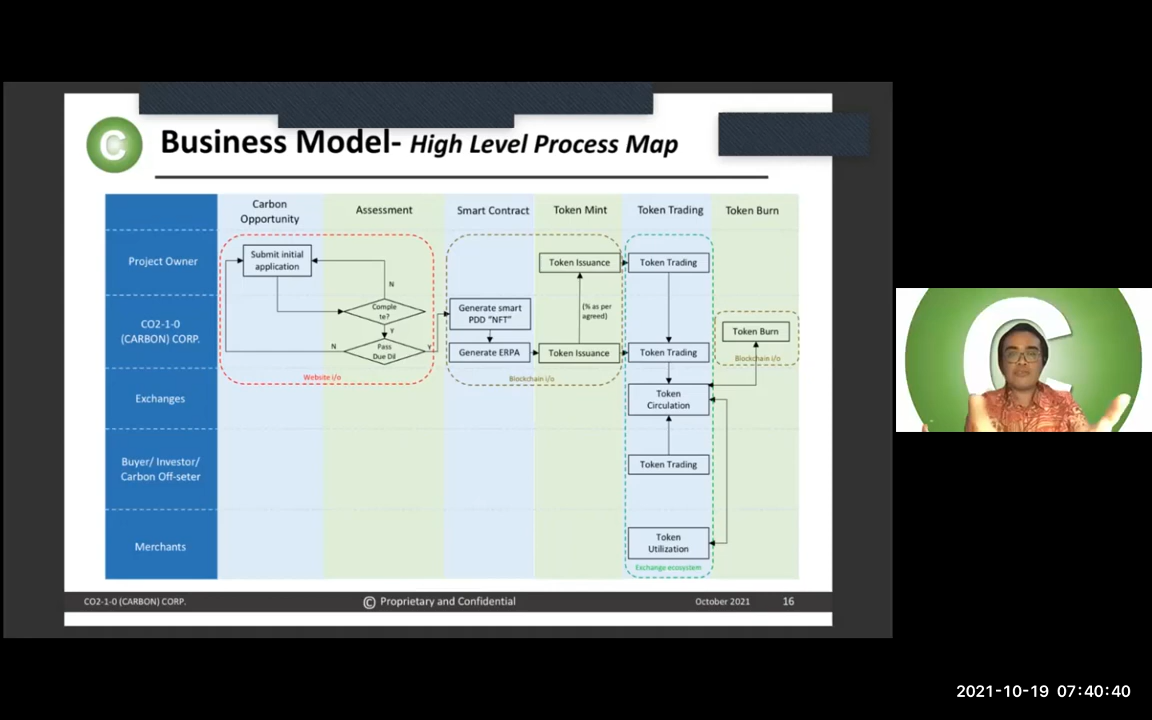 C
Business Model- High Level Process Map
Carbon
Opportunity
Assessment
Smart Contract
Token Mint
Token Trading
Token Burn
Project Owner
Submit initial
application
Token Issuance
Token Trading
N
CO2-1-0
(CARBON) CORP.
Comple
te?
Generate smart
PDD "NFT"
(% as per
agreed)
Token Burn
Y
N
Pass
Due Dil
Y
Generate ERPA
Token Issuance
Token Trading
Blockchain i/o
Website i/o
Blockchain i/o
Exchanges
Token
Circulation
Buyer/ Investor/
Carbon Off-seter
Token Trading
Merchants
Token
Utilization
Exchange ecosystem
CO2-1-0 (CARBON) CORP.
© Proprietary and Confidential
October 2021
16
C
2021-10-19 07:40:40